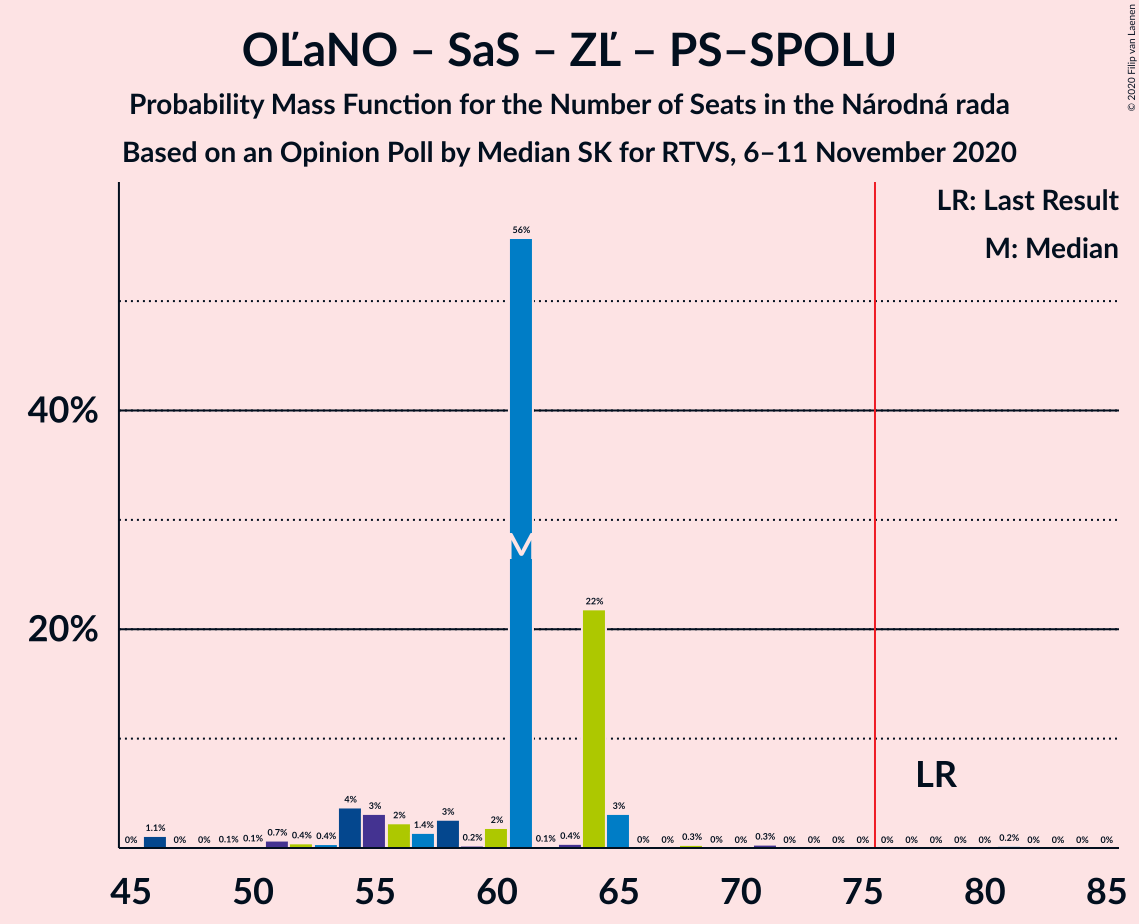 OĽaNO – SaS – ZĽ – PS–SPOLU
Probability Mass Function for the Number of Seats in the Národná rada
Based on an Opinion Poll by Median SK for RTVS, 6–11 November 2020
© 2020 Filip van Laenen
LR: Last Result
M: Median
56%
40%
M
22%
20%
LR
0% 1.1% 0% 0% 0.1% 0.1% 0.7% 0.4% 0.4% 4% 3% 2% 1.4% 3% 0.2% 2% 0.1% 0.4% 3% 0% 0% 0.3% 0% 0% 0.3% 0% 0% 0% 0% 0% 0% 0% 0% 0% 0.2% 0% 0% 0% 0%
45 50 55 60 65 70 75 80 85